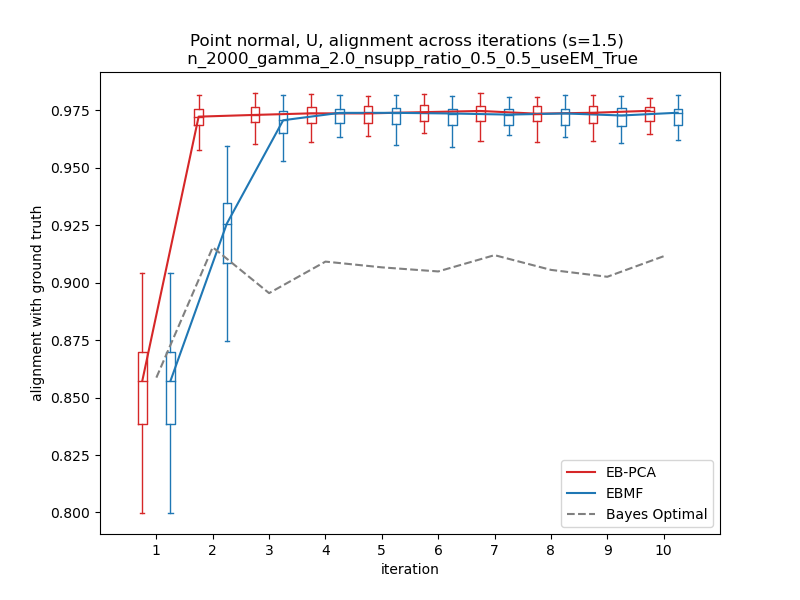 Point normal, U, alignment across iterations (s=1.5)
n_2000_gamma_2.0_nsupp_ratio_0.5_0.5_useEM_True
0.975
0.950
0.925
0.900
0.875
0.850
0.825
0.800
alignment with ground truth
EB-PCA
EBMF
Bayes Optimal
1 2 3 4 5 6 7 8 9 10
iteration